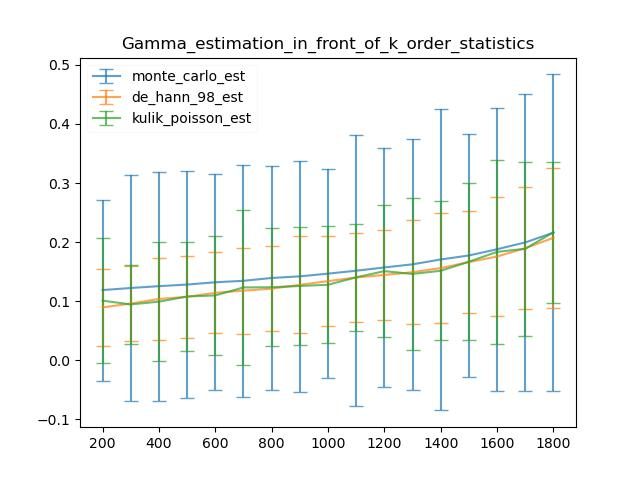 Gamma_estimation_in_front_of_k_order_statistics
monte_carlo_est
de_hann_98_est
kulik_poisson_est
0.5
0.4
0.3
0.2
0.1
0.0
−0.1
200 400 600 800 1000 1200 1400 1600 1800